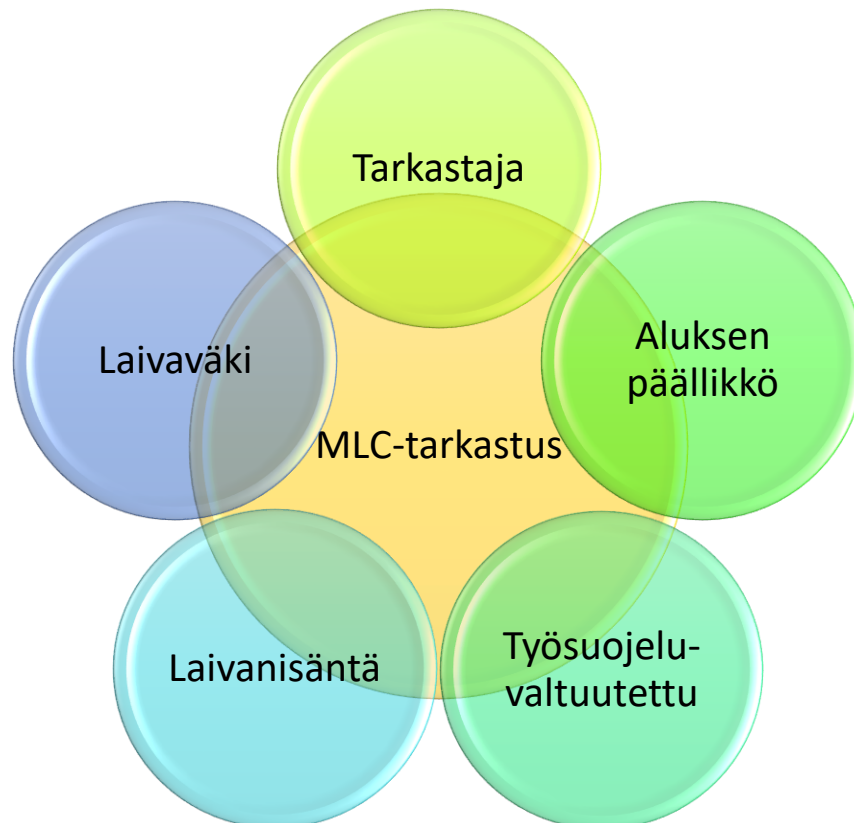 Tarkastaja
Aluksen
päällikkö
Laivaväki
MLC-tarkastus
Työsuojelu-
valtuutettu
Laivanisäntä